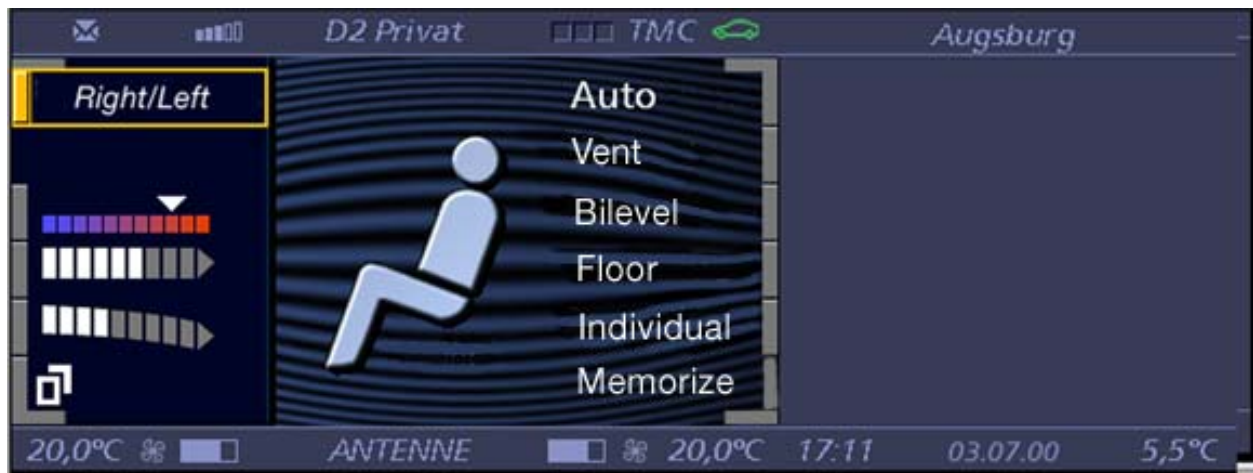 D2 Privat TMC Augsburg
Right/Left
Auto
Vent
Bilevel
Floor
Individual
Memorize
20,0°C ANTENNE 20,0°C 17:11 03.07.00 5,5°C